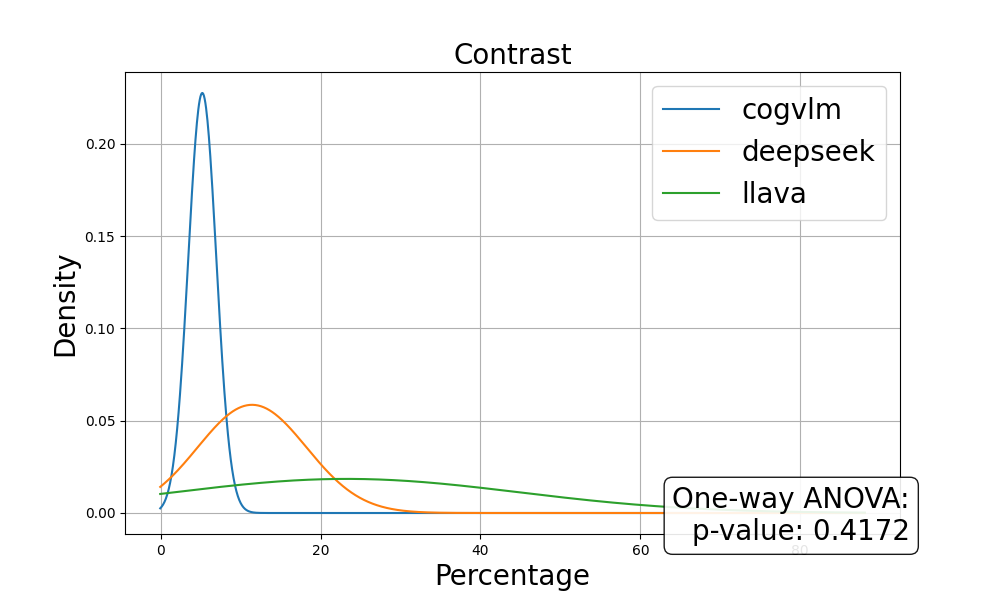 Contrast
cogvlm
deepseek
llava
Density
0.20
0.15
0.10
0.05
0.00
One-way ANOVA:
p-value: 0.4172
0
20
40
60
80
Percentage